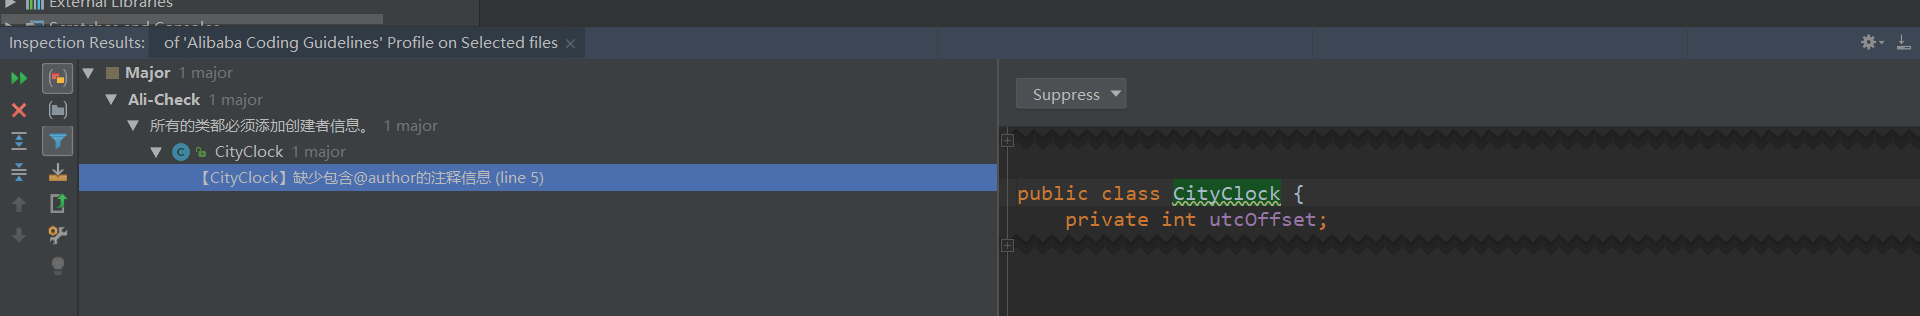 External Libraries
Scratches and Consoles
Inspection Results: of 'Alibaba Coding Guidelines' Profile on Selected files
Major 1 major
Suppress
Ali-Check 1 major
所有的类都必须添加创建者信息。 1 major
CityClock 1 major
【CityClock】缺少包含@author的注释信息 (line 5)
public class CityClock {
private int utcOffset;